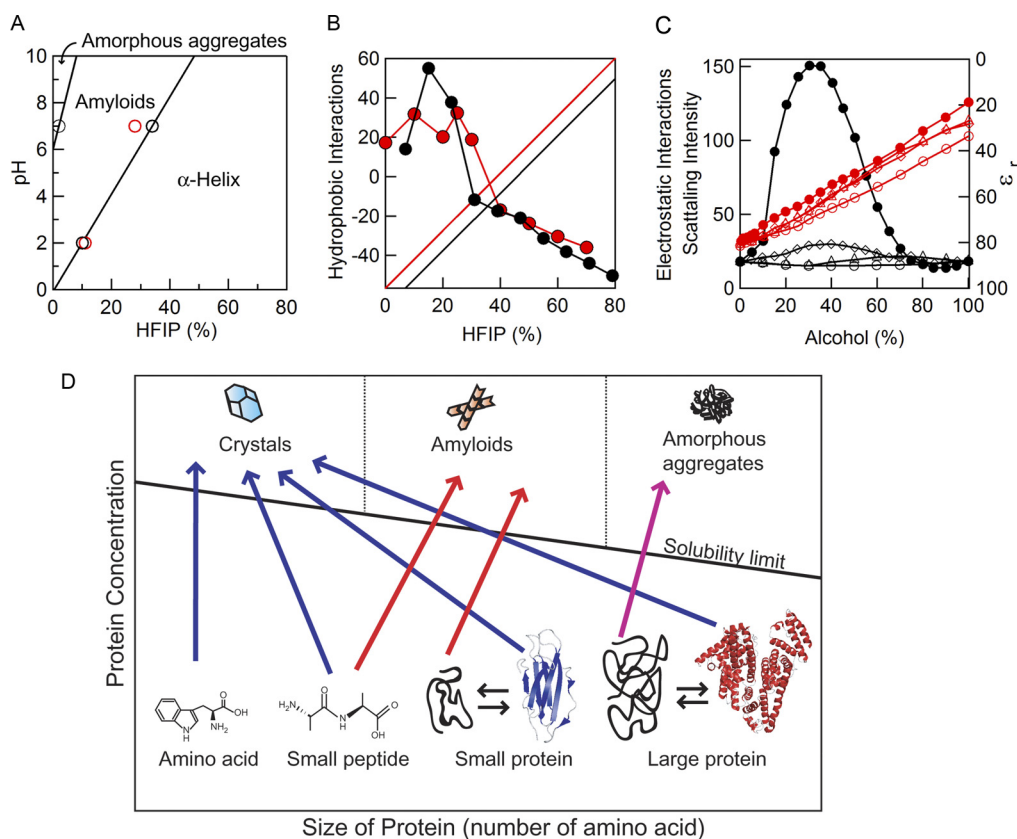 A
Amorphous aggregates
10
8
6
4
2
0
pH
Amyloids
α-Helix
0
20
40
60
80
HFIP (%)
B
60
40
20
0
-20
-40
Hydrophobic Interactions
0
20
40
60
80
HFIP (%)
C
Electrostatic Interactions
Scattaling Intensity
150
100
50
0
0
20
40
60
80
100
εr
0
20
40
60
80
100
Alcohol (%)
D
Protein Concentration
Crystals
Amyloids
Amorphous
aggregates
Solubility limit
O
OH
NH2
N
H
H2N
O
N
H
O
OH
Amino acid
Small peptide
Small protein
Large protein
Size of Protein (number of amino acid)